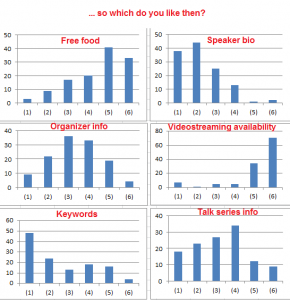 ... so which do you like then?
Free food
50
40
30
20
10
0
(1) (2) (3) (4) (5) (6)
Speaker bio
50
40
30
20
10
0
(1) (2) (3) (4) (5) (6)
Organizer info
40
30
20
10
0
(1) (2) (3) (4) (5) (6)
Videostreaming availability
80
60
40
20
0
(1) (2) (3) (4) (5) (6)
Keywords
60
50
40
30
20
10
0
(1) (2) (3) (4) (5) (6)
Talk series info
40
30
20
10
0
(1) (2) (3) (4) (5) (6)